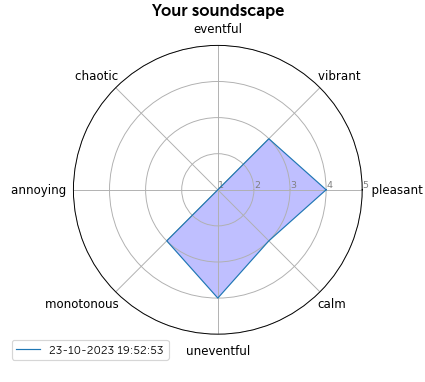 Your soundscape
eventful
chaotic
vibrant
annoying
1
2
3
4
5
pleasant
monotonous
calm
23-10-2023 19:52:53
uneventful